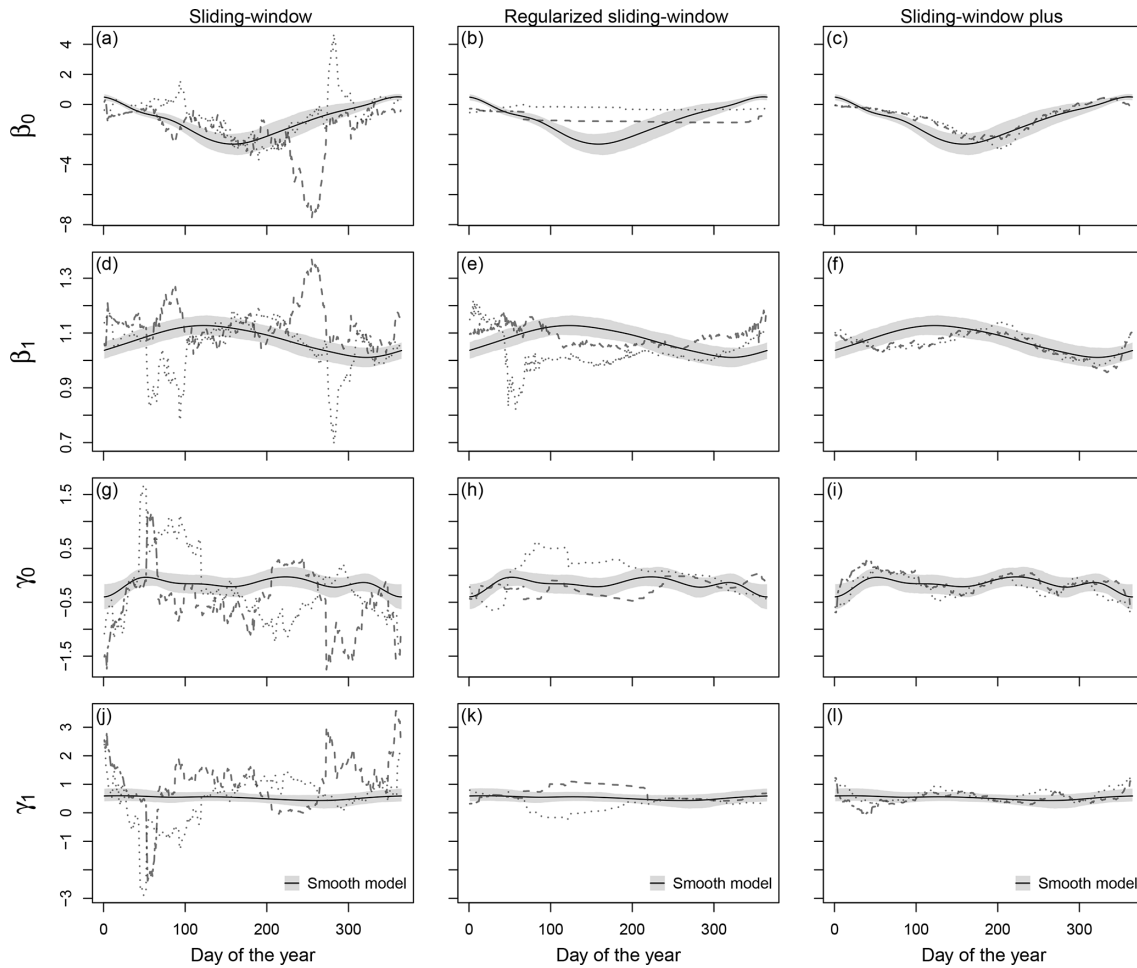 Sliding-window Regularized sliding-window Sliding-window plus
(a) (b) (c)
4
2
0
β0
−4
−8
(d) (e) (f)
1.3
1.1
β1
0.9
0.7
(g) (h) (i)
1.5
0.5
γ0
−0.5
−1.5
(j) (k) (l)
3
2
1
γ1
0
−1
−3
Smooth model Smooth model Smooth model
0 100 200 300 0 100 200 300 0 100 200 300
Day of the year Day of the year Day of the year